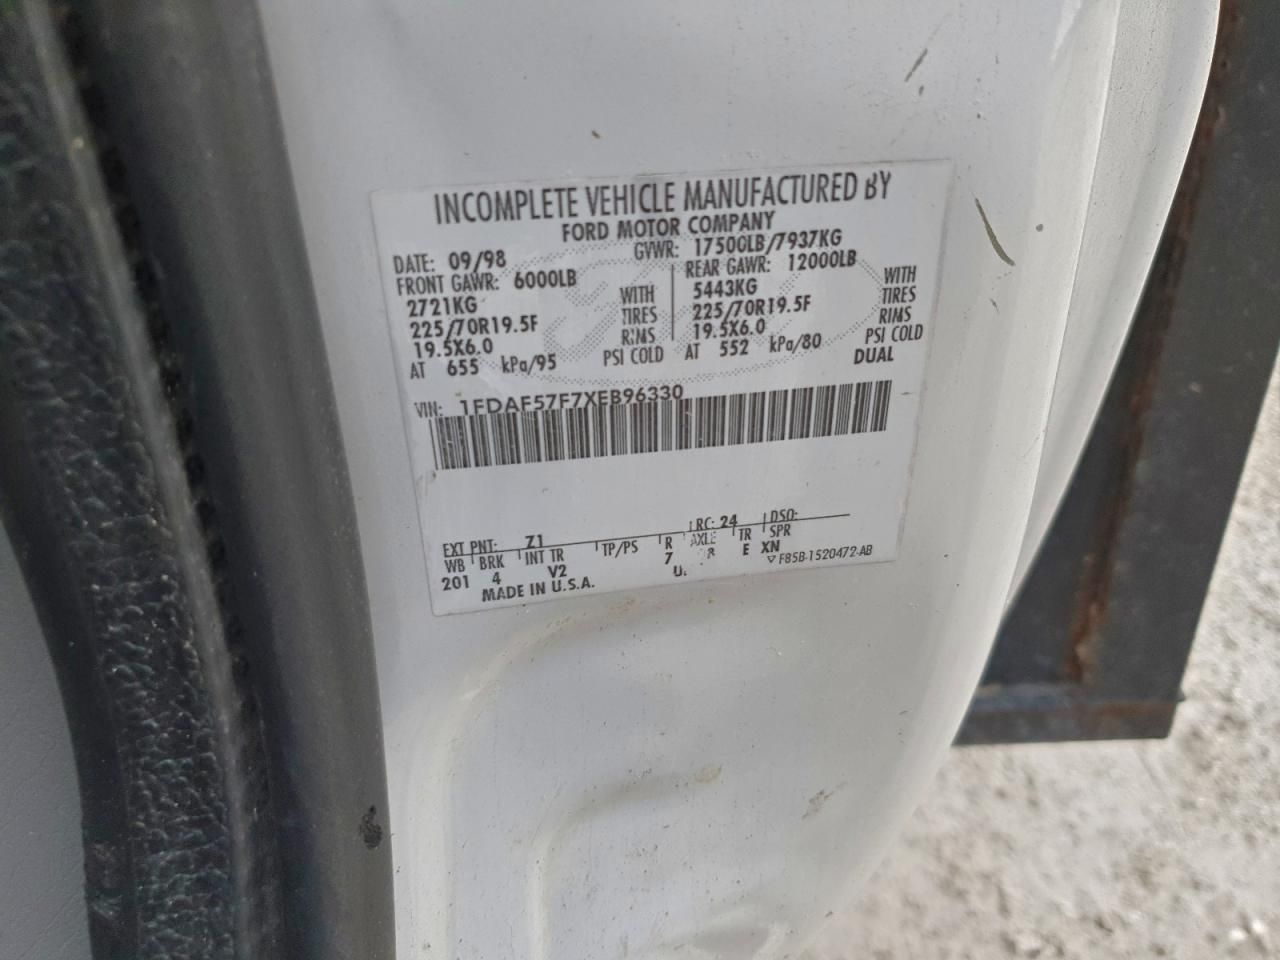 INCOMPLETE VEHICLE MANUFACTURED BY
FORD MOTOR COMPANY
DATE: 09/98 GVWR: 17500LB/7937KG
FRONT GAWR: 6000LB REAR GAWR: 12000LB
2721KG WITH 5443KG WITH
225/70R19.5F TIRES 225/70R19.5F TIRES
19.5X6.0 RIMS 19.5X6.0 RIMS
AT 655 kPa/95 PSI COLD AT 552 kPa/80 PSI COLD
DUAL
VIN: 1FDAF57F7XEB96330
EXT PNT: Z1 RC: 24 DSO:
WB BRK INT TR TP/PS R AXLE TR SPR
201 4 V2 7 E XN
MADE IN U.S.A. F85B-1520472-AB